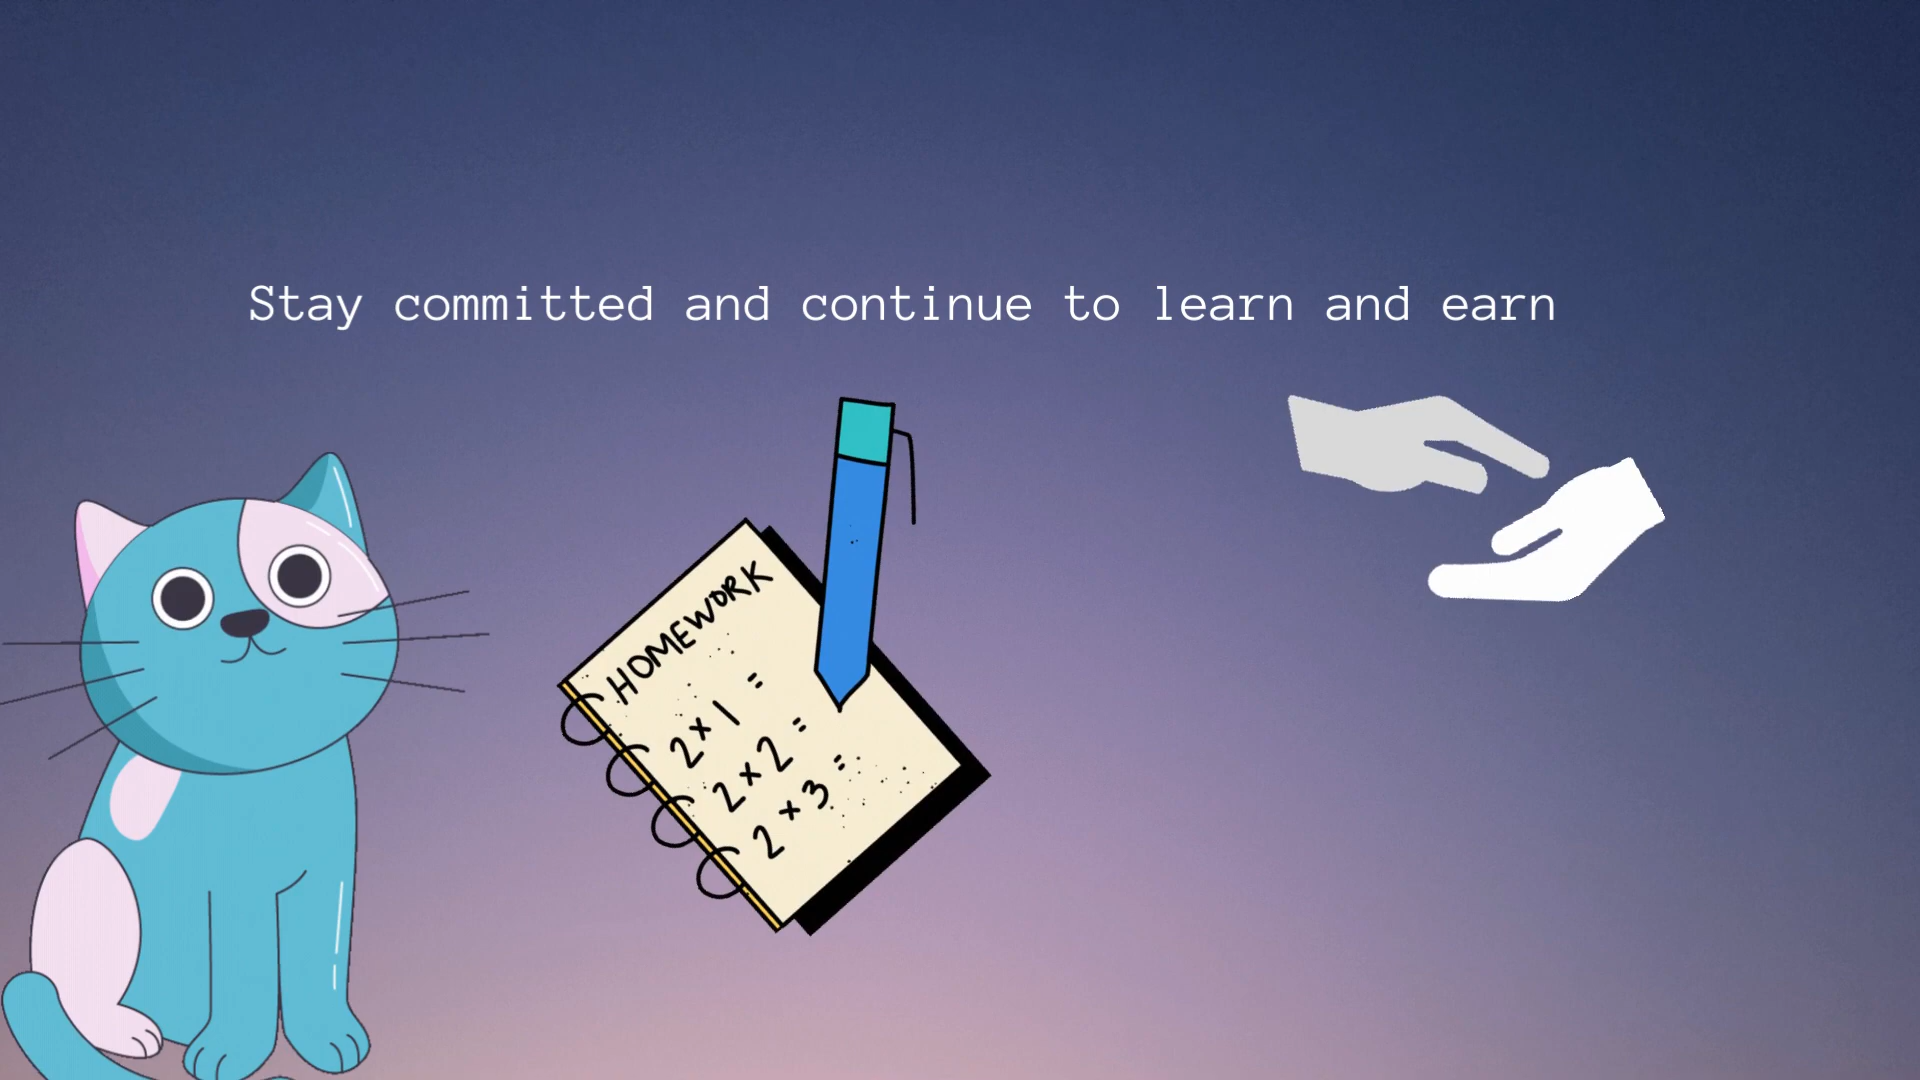 Stay committed and continue to learn and earn
HOMEWORK
2 × 1 =
2 × 2 =
2 × 3 =